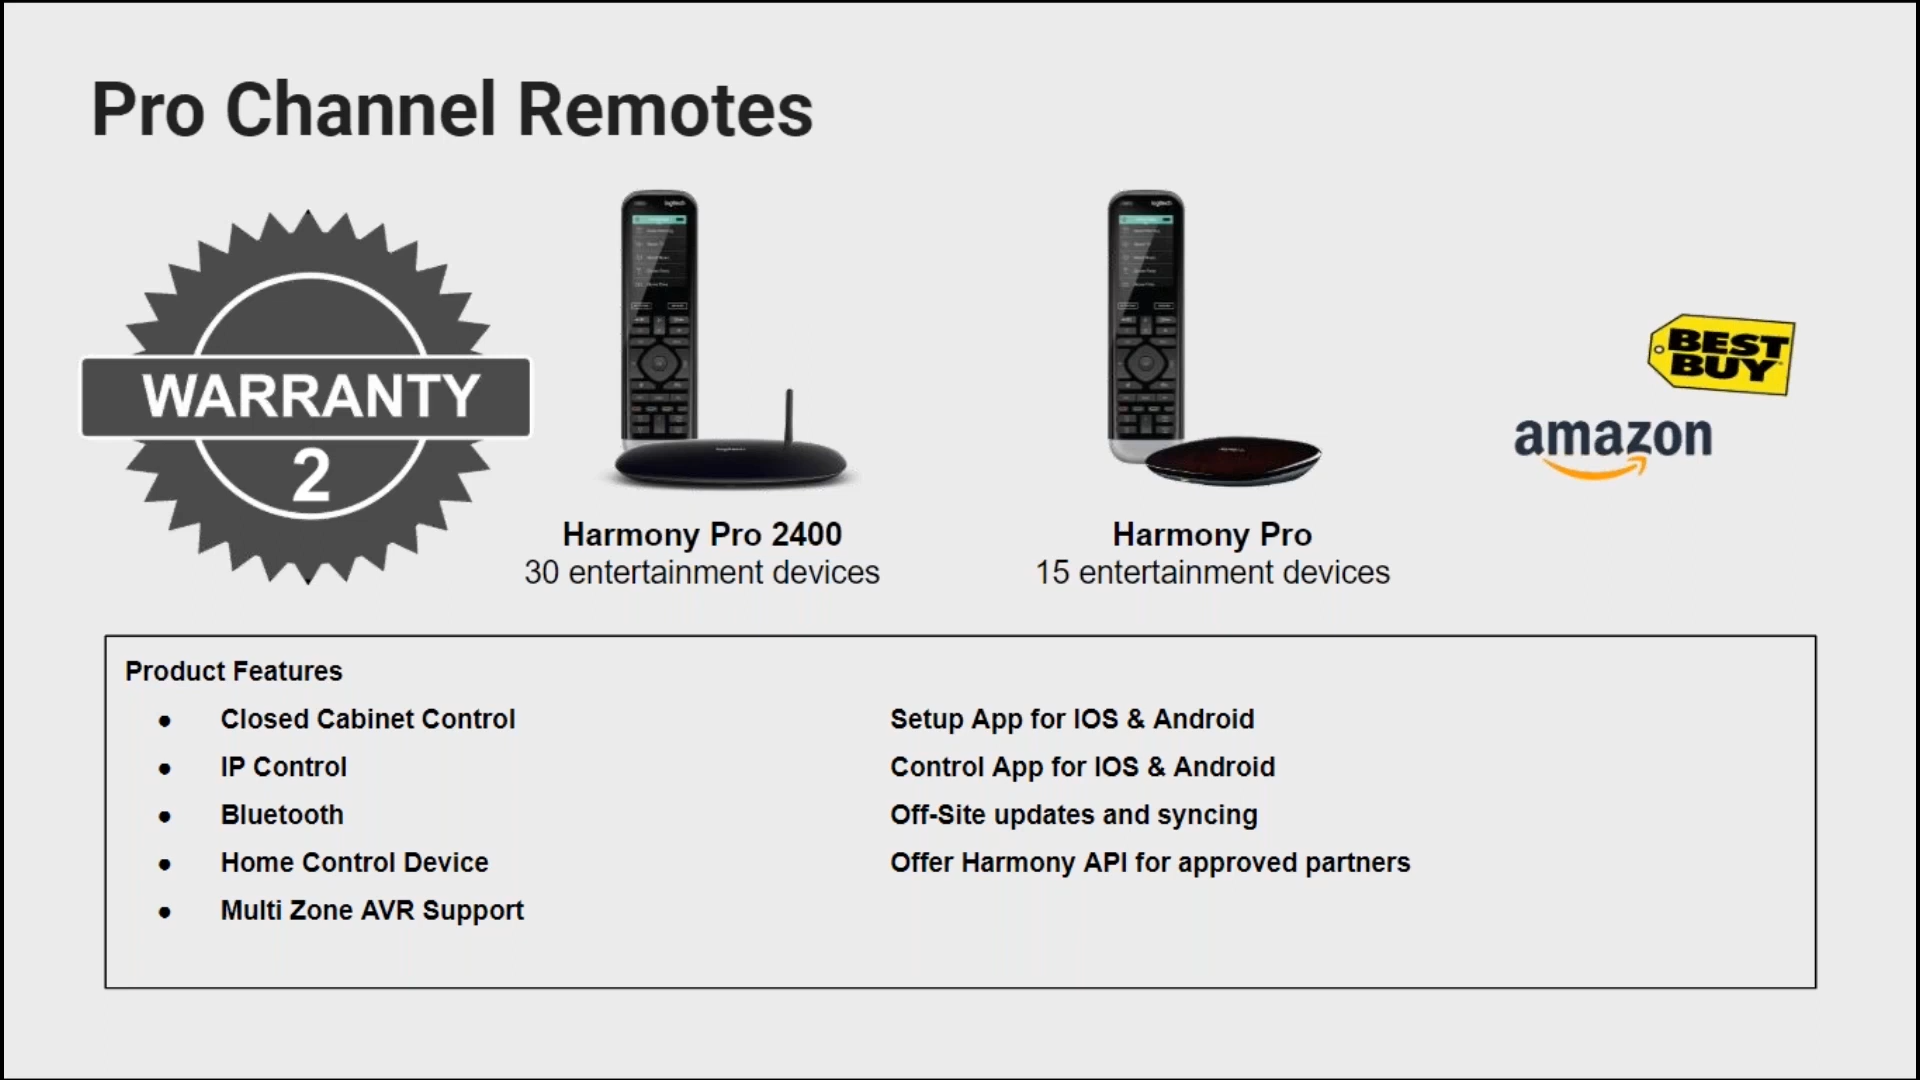 Pro Channel Remotes
WARRANTY
2
logitech
logitech
BEST
BUY
amazon
Harmony Pro 2400
30 entertainment devices
Harmony Pro
15 entertainment devices
Product Features
● Closed Cabinet Control
● IP Control
● Bluetooth
● Home Control Device
● Multi Zone AVR Support
Setup App for IOS & Android
Control App for IOS & Android
Off-Site updates and syncing
Offer Harmony API for approved partners